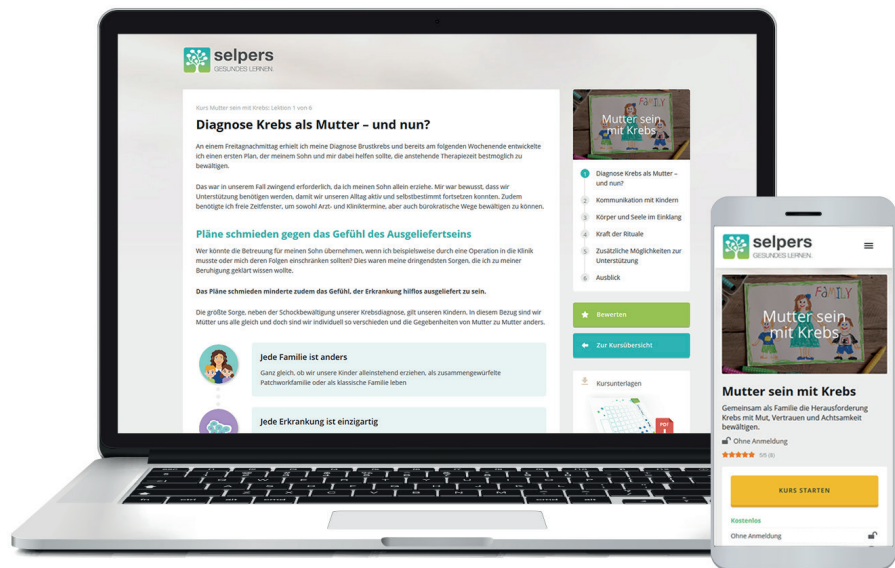 selpers
GESUNDES LERNEN.
Kurs Mutter sein mit Krebs: Lektion 1 von 6
Diagnose Krebs als Mutter – und nun?
An einem Freitagnachmittag erhielt ich meine Diagnose Brustkrebs und bereits am folgenden Wochenende entwickelte
ich einen ersten Plan, der meinem Sohn und mir dabei helfen sollte, die anstehende Therapiezeit bestmöglich zu
bewältigen.
Das war in unserem Fall zwingend erforderlich, da ich meinen Sohn allein erziehe. Mir war bewusst, dass wir
Unterstützung benötigen werden, damit wir unseren Alltag aktiv und selbstbestimmt fortsetzen konnten. Zudem
benötigte ich freie Zeitfenster, um sowohl Arzt- und Kliniktermine, aber auch bürokratische Wege bewältigen zu können.
Pläne schmieden gegen das Gefühl des Ausgeliefertseins
Wer könnte die Betreuung für meinen Sohn übernehmen, wenn ich beispielsweise durch eine Operation in die Klinik
musste oder mich deren Folgen einschränken sollten? Dies waren meine dringendsten Sorgen, die ich zu meiner
Beruhigung geklärt wissen wollte.
Das Pläne schmieden minderte zudem das Gefühl, der Erkrankung hilflos ausgeliefert zu sein.
Die größte Sorge, neben der Schockbewältigung unserer Krebsdiagnose, gilt unseren Kindern. In diesem Bezug sind wir
Mütter uns alle gleich und doch sind wir individuell so verschieden und die Gegebenheiten von Mutter zu Mutter anders.
Jede Familie ist anders
Ganz gleich, ob wir unsere Kinder alleinstehend erziehen, als zusammengewürfelte
Patchworkfamilie oder als klassische Familie leben
Jede Erkrankung ist einzigartig
FAMILY
Mutter sein
mit Krebs
1 Diagnose Krebs als Mutter –
und nun?
2 Kommunikation mit Kindern
3 Körper und Seele im Einklang
4 Kraft der Rituale
5 Zusätzliche Möglichkeiten zur
Unterstützung
6 Ausblick
Bewerten
Zur Kursübersicht
Kursunterlagen
PDF
selpers
GESUNDES LERNEN.
FAMILY
Mutter sein
mit Krebs
Mutter sein mit Krebs
Gemeinsam als Familie die Herausforderung
Krebs mit Mut, Vertrauen und Achtsamkeit
bewältigen.
Ohne Anmeldung
5/5 (8)
KURS STARTEN
Kostenlos
Ohne Anmeldung